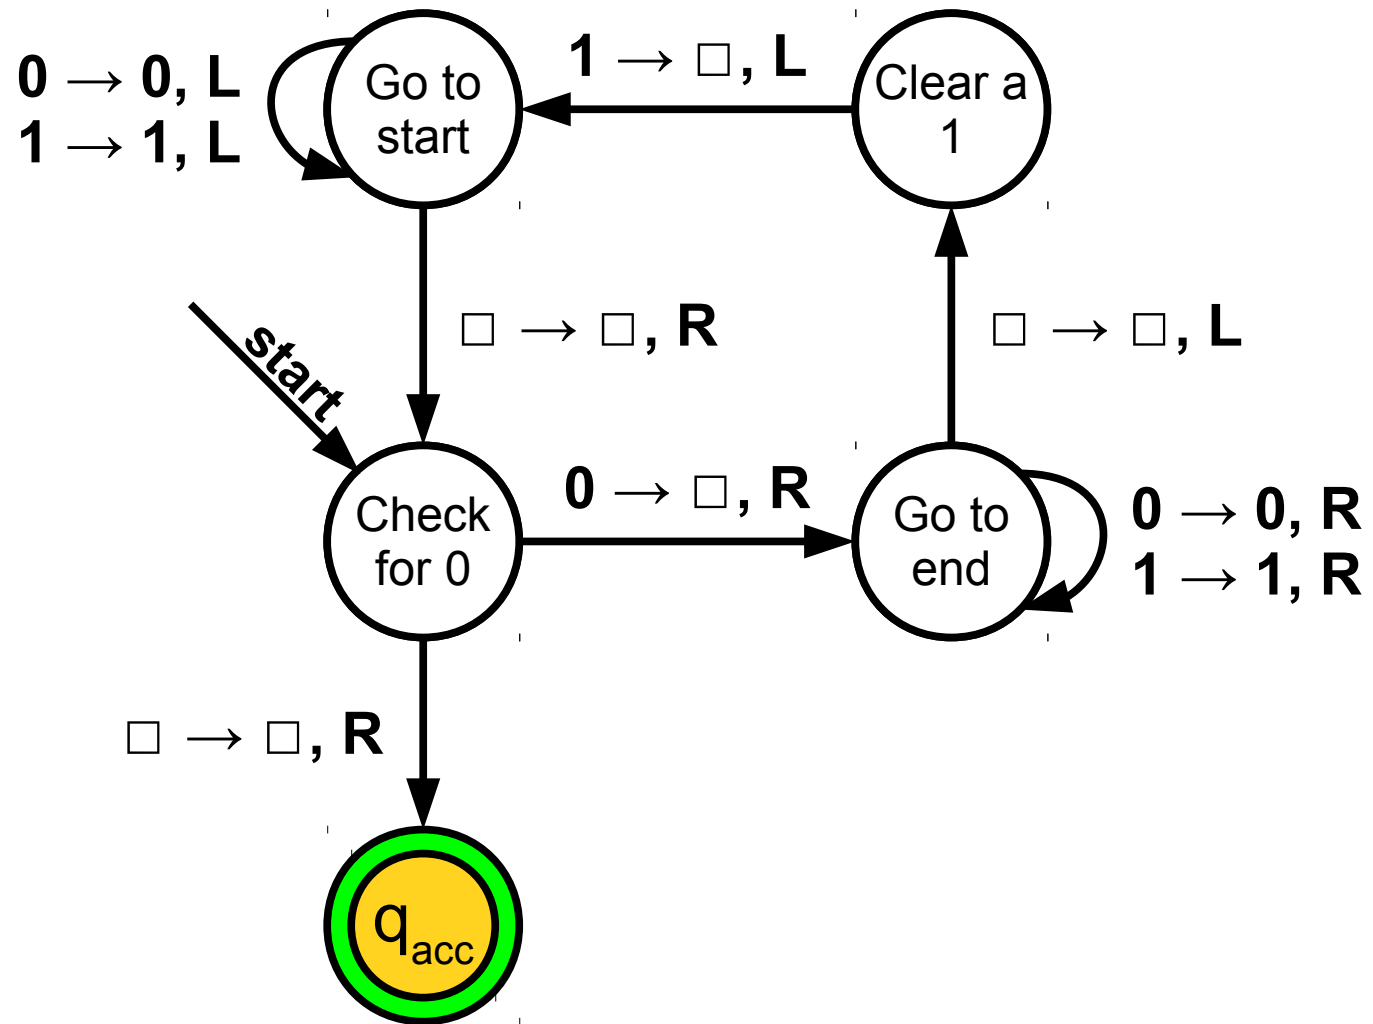 0 → 0, L
1 → 1, L
Go to
start
1 → □, L
Clear a
1
□ → □, R
□ → □, L
start
Check
for 0
0 → □, R
Go to
end
0 → 0, R
1 → 1, R
□ → □, R
qacc